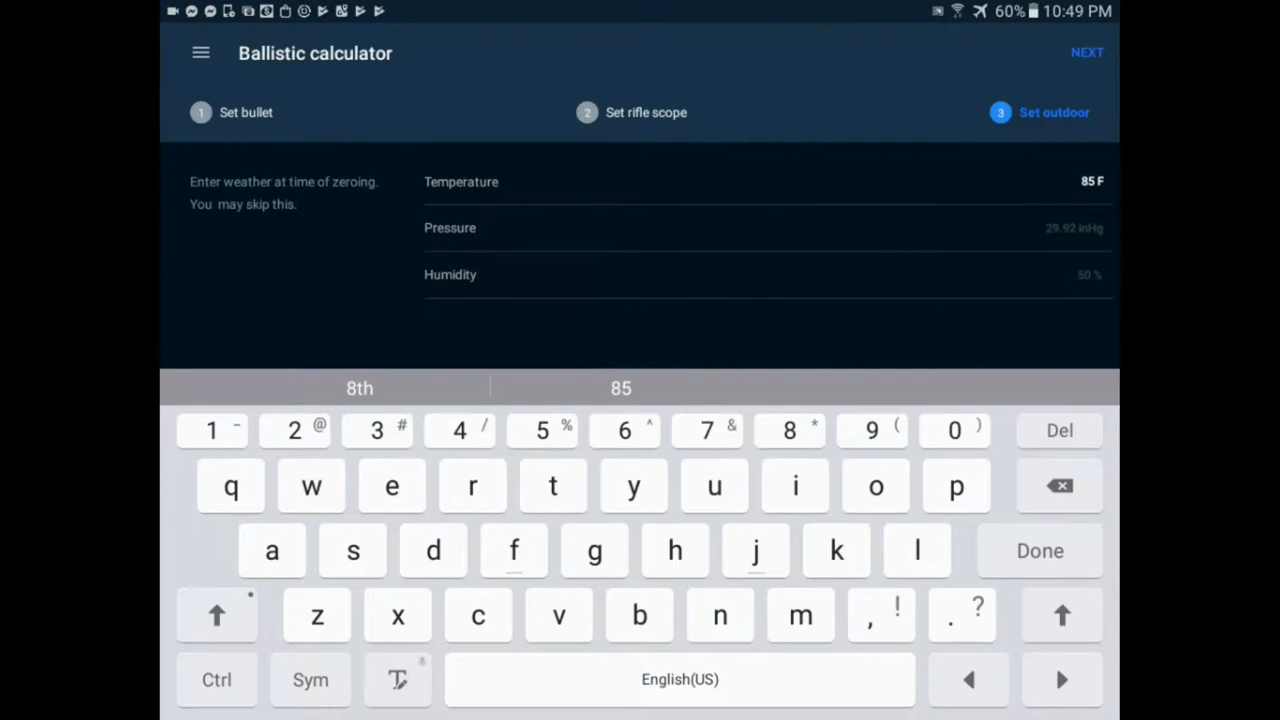 60% 10:49 PM
Ballistic calculator
NEXT
1 Set bullet
2 Set rifle scope
3 Set outdoor
Enter weather at time of zeroing.
You may skip this.
Temperature 85 F
Pressure 29.92 inHg
Humidity 50 %
8th 85
1 - 2 @ 3 # 4 / 5 % 6 ^ 7 & 8 * 9 ( 0 ) Del
q w e r t y u i o p
a s d f g h j k l Done
z x c v b n m , ! . ?
Ctrl Sym T English(US)